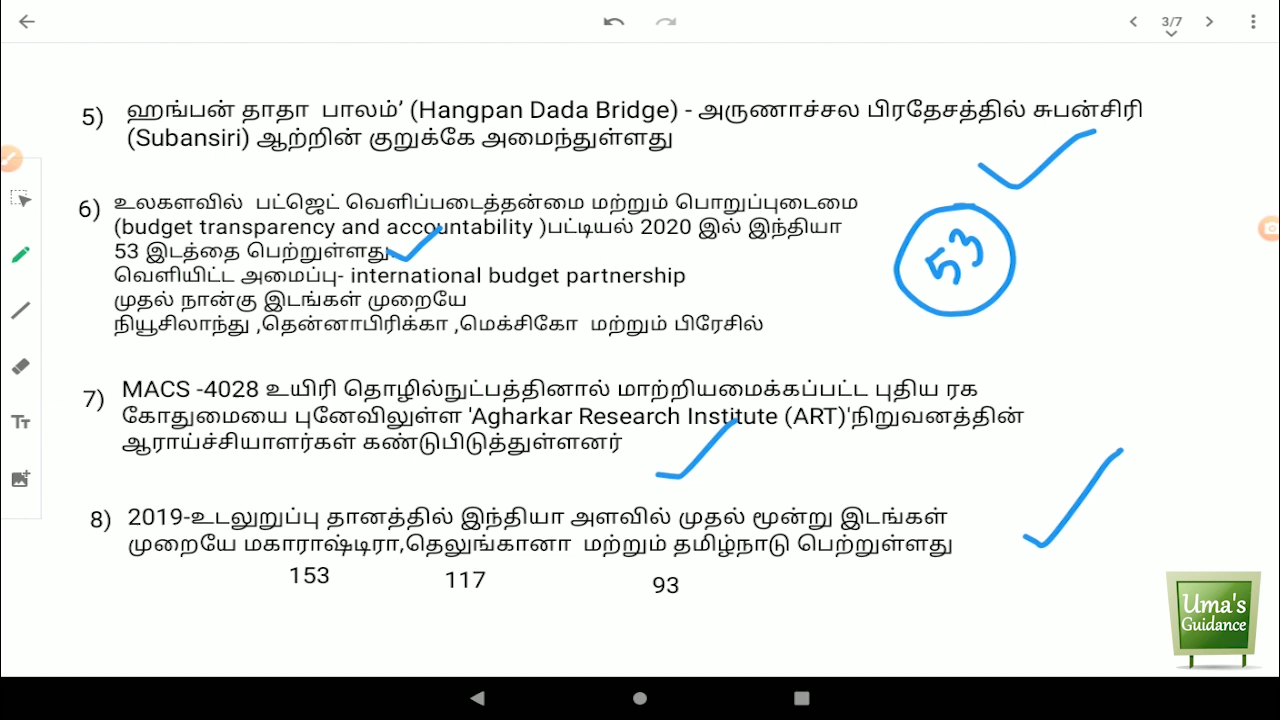 3/7
5) ஹங்பன் தாதா பாலம்’ (Hangpan Dada Bridge) - அருணாச்சல பிரதேசத்தில் சுபன்சிரி
(Subansiri) ஆற்றின் குறுக்கே அமைந்துள்ளது
6) உலகளவில் பட்ஜெட் வெளிப்படைத்தன்மை மற்றும் பொறுப்புடைமை
(budget transparency and accountability )பட்டியல் 2020 இல் இந்தியா
53 இடத்தை பெற்றுள்ளது.
53
வெளியிட்ட அமைப்பு- international budget partnership
முதல் நான்கு இடங்கள் முறையே
நியூசிலாந்து ,தென்னாபிரிக்கா ,மெக்சிகோ மற்றும் பிரேசில்
7) MACS -4028 உயிரி தொழில்நுட்பத்தினால் மாற்றியமைக்கப்பட்ட புதிய ரக
கோதுமையை புனேவிலுள்ள 'Agharkar Research Institute (ART)'நிறுவனத்தின்
ஆராய்ச்சியாளர்கள் கண்டுபிடுத்துள்ளனர்
8) 2019-உடலுறுப்பு தானத்தில் இந்தியா அளவில் முதல் மூன்று இடங்கள்
முறையே மகாராஷ்டிரா,தெலுங்கானா மற்றும் தமிழ்நாடு பெற்றுள்ளது
153 117 93
Uma's
Guidance
TT